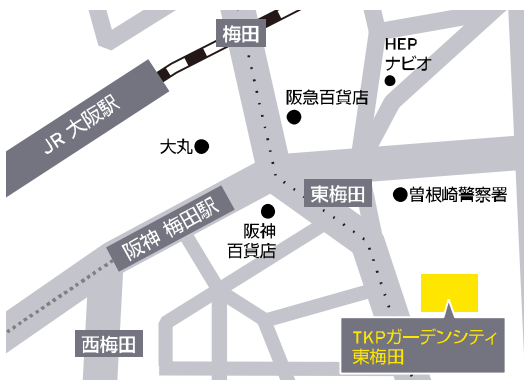 梅田
HEP
ナビオ
阪急百貨店
JR 大阪駅
大丸
東梅田
曽根崎警察署
阪神 梅田駅
阪神
百貨店
西梅田
TKPガーデンシティ
東梅田